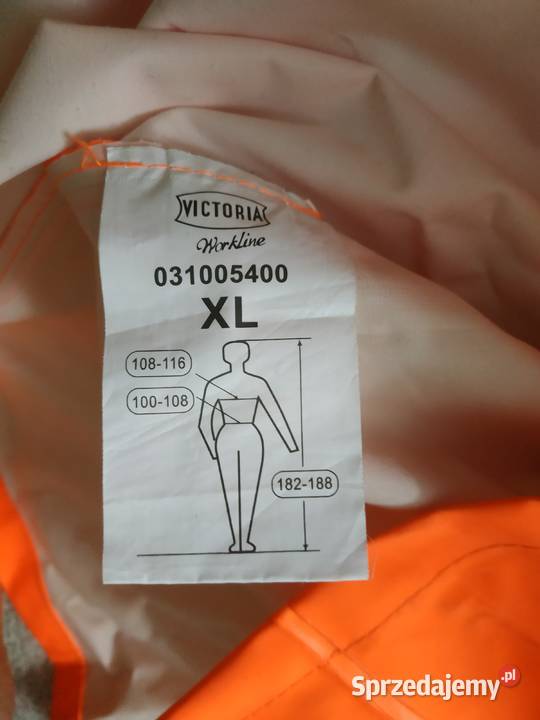 VICTORIA
Workline
031005400
XL
108-116
100-108
182-188
Sprzedajemy.pl